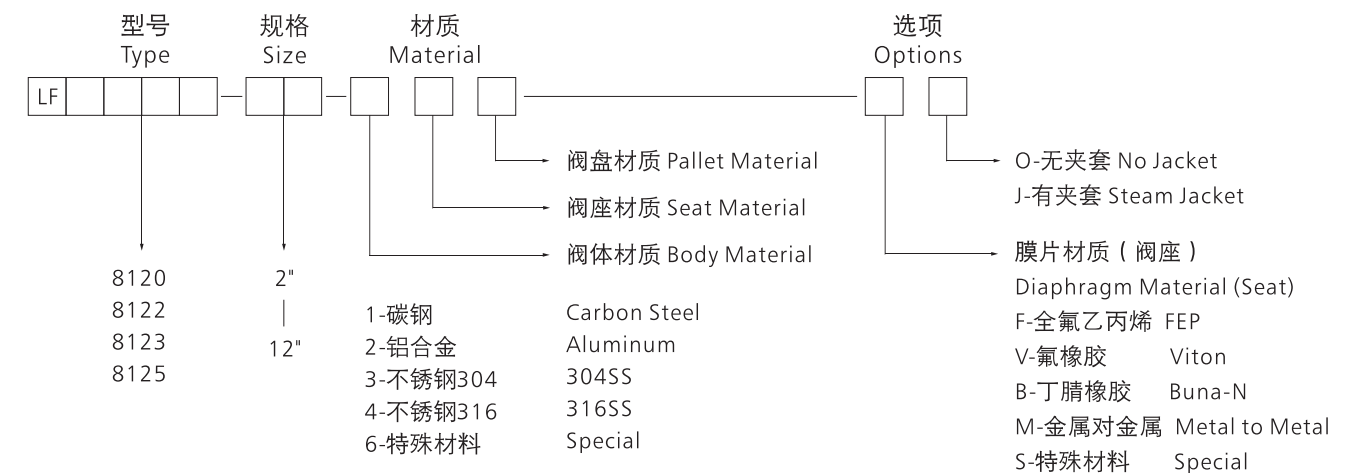 型号 规格 材质 选项
Type Size Material Options
LF
阀盘材质 Pallet Material
O-无夹套 No Jacket
阀座材质 Seat Material
J-有夹套 Steam Jacket
阀体材质 Body Material
膜片材质 ( 阀座 )
Diaphragm Material (Seat)
8120
8122
8123
8125
2"
12"
1-碳钢 Carbon Steel
2-铝合金 Aluminum
3-不锈钢304 304SS
4-不锈钢316 316SS
6-特殊材料 Special
F-全氟乙丙烯 FEP
V-氟橡胶 Viton
B-丁腈橡胶 Buna-N
M-金属对金属 Metal to Metal
S-特殊材料 Special